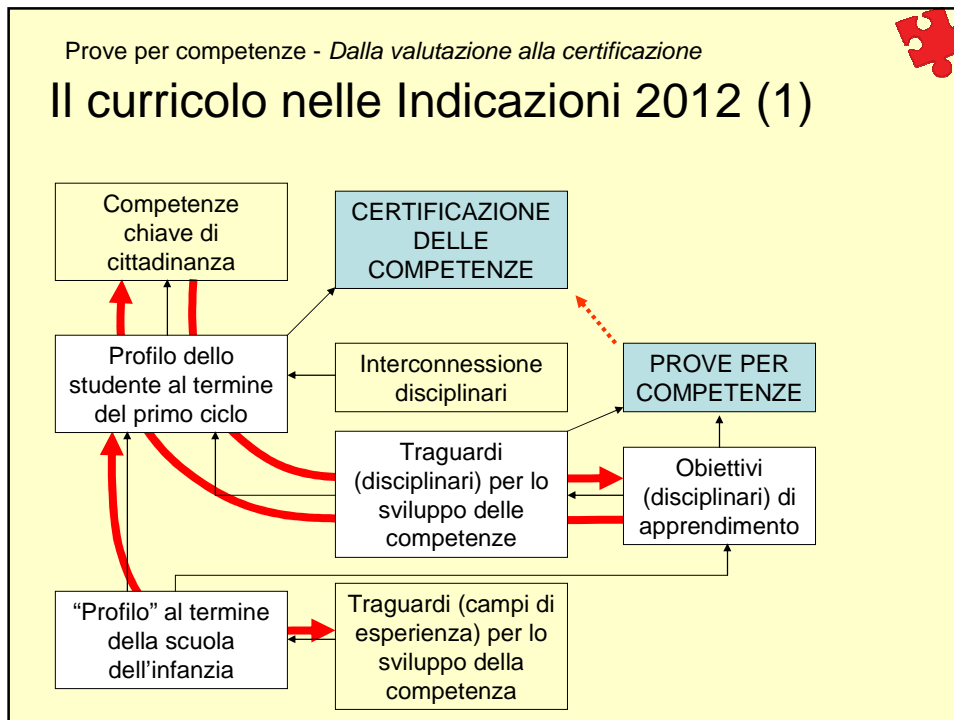 Prove per competenze - Dalla valutazione alla certificazione
Il curricolo nelle Indicazioni 2012 (1)
Competenze
chiave di
cittadinanza
CERTIFICAZIONE
DELLE
COMPETENZE
Profilo dello
studente al termine
del primo ciclo
Interconnessione
disciplinari
PROVE PER
COMPETENZE
Traguardi
(disciplinari) per lo
sviluppo delle
competenze
Obiettivi
(disciplinari) di
apprendimento
“Profilo” al termine
della scuola
dell’infanzia
Traguardi (campi di
esperienza) per lo
sviluppo della
competenza